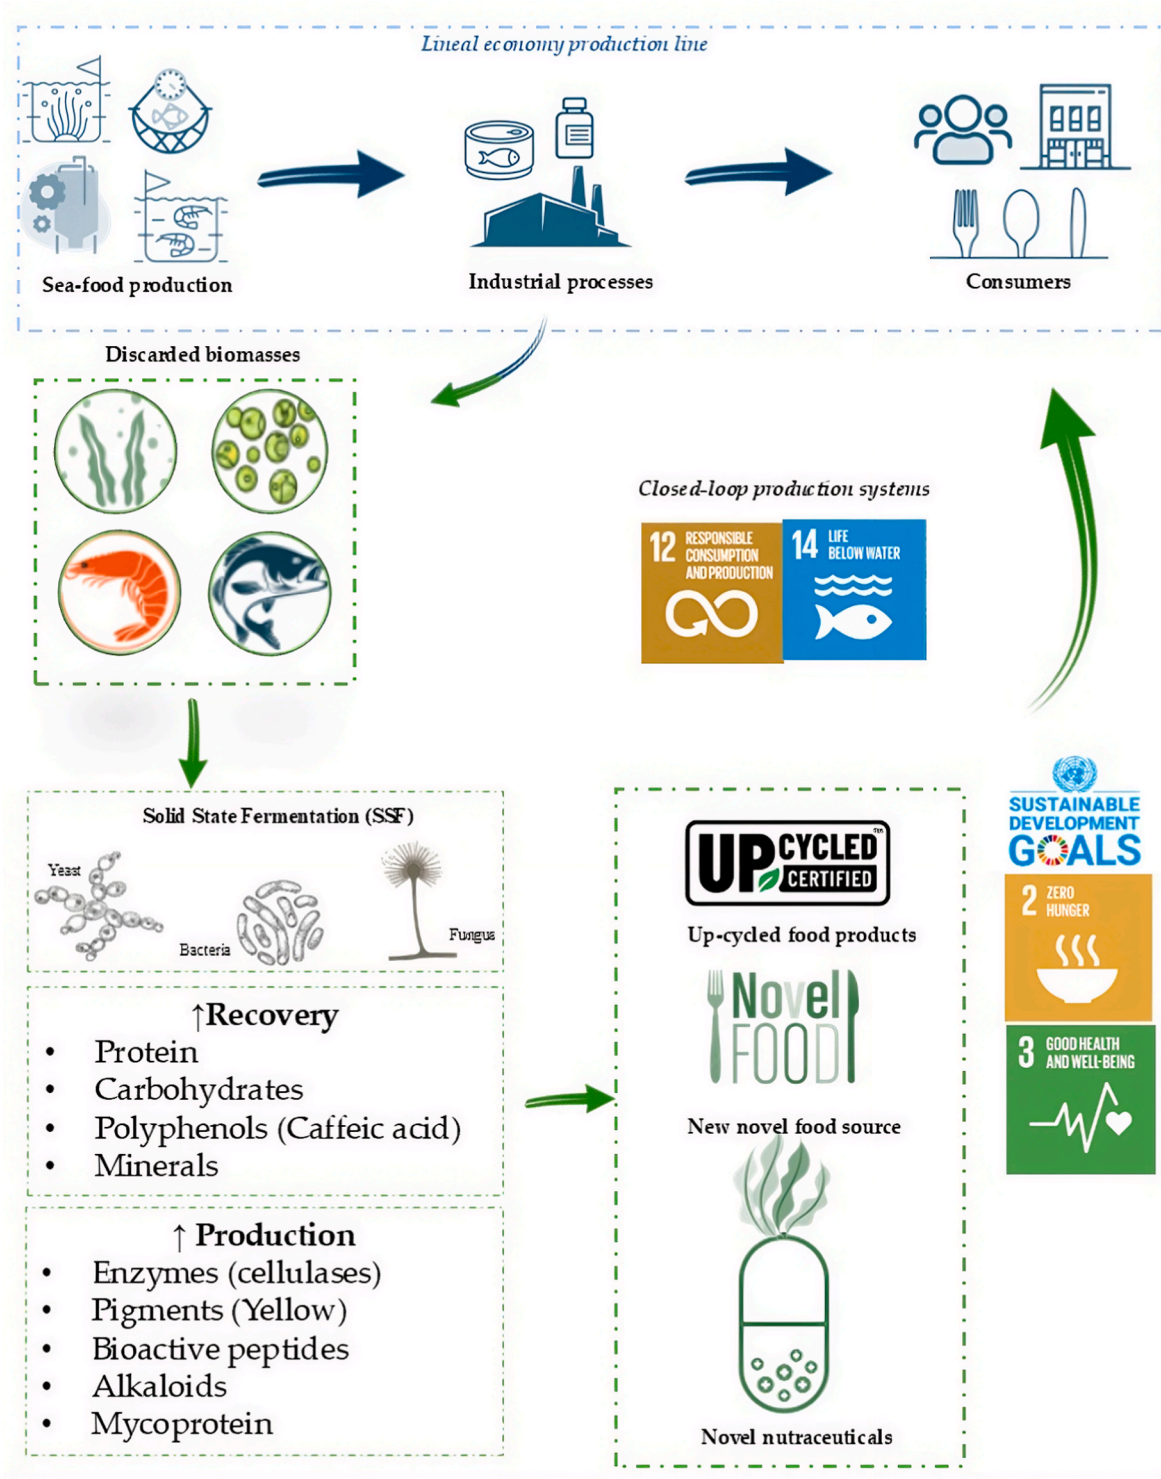 Lineal economy production line
Sea-food production
Industrial processes
Consumers
Discarded biomasses
Closed-loop production systems
12 RESPONSIBLE
CONSUMPTION
AND PRODUCTION
14 LIFE
BELOW WATER
Solid State Fermentation (SSF)
Yeast
Bacteria
Fungus
↑Recovery
• Protein
• Carbohydrates
• Polyphenols (Caffeic acid)
• Minerals
↑ Production
• Enzymes (cellulases)
• Pigments (Yellow)
• Bioactive peptides
• Alkaloids
• Mycoprotein
UPCYCLED™
CERTIFIED
Up-cycled food products
Novel
FOOD
New novel food source
Novel nutraceuticals
SUSTAINABLE
DEVELOPMENT
GOALS
2 ZERO
HUNGER
3 GOOD HEALTH
AND WELL-BEING